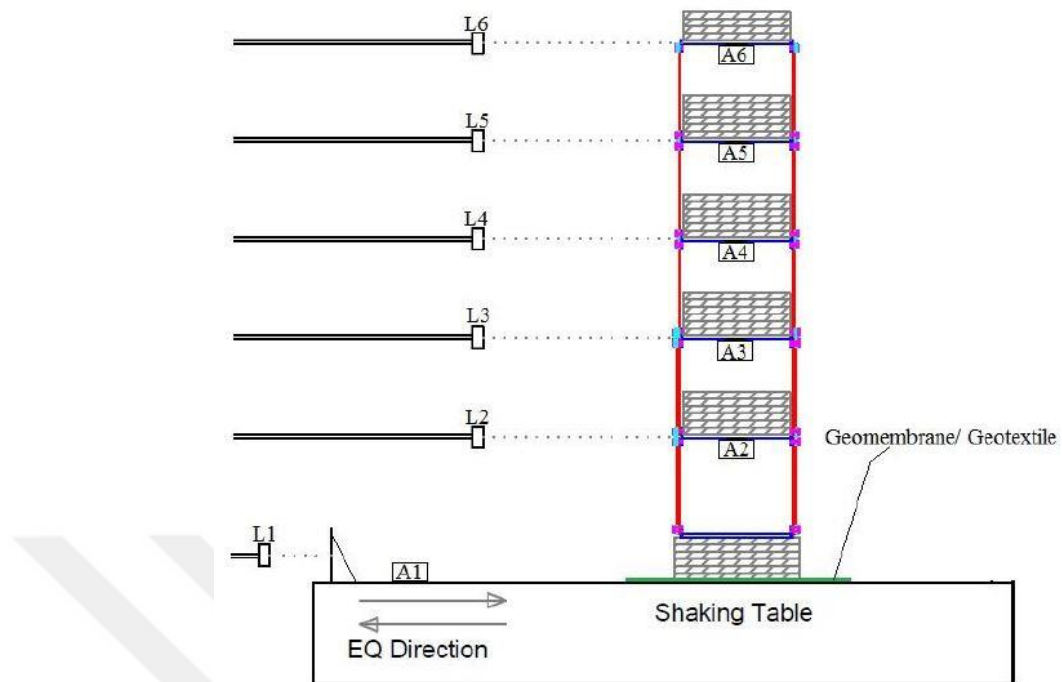 L6
A6
L5
A5
L4
A4
L3
A3
L2
A2
Geomembrane/ Geotextile
L1
A1
Shaking Table
EQ Direction